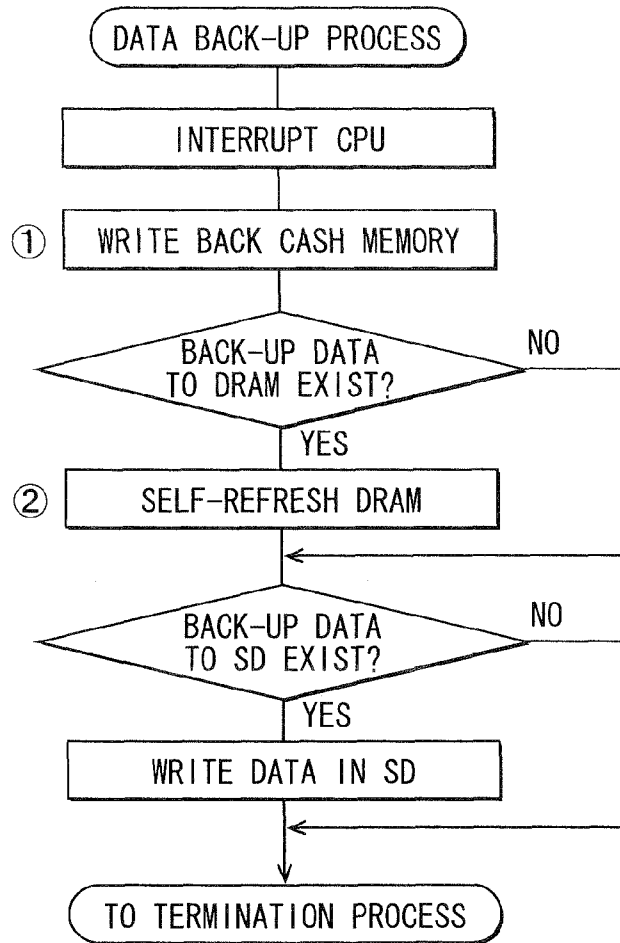 DATA BACK-UP PROCESS
INTERRUPT CPU
① WRITE BACK CASH MEMORY
BACK-UP DATA
TO DRAM EXIST?
NO
YES
② SELF-REFRESH DRAM
BACK-UP DATA
TO SD EXIST?
NO
YES
WRITE DATA IN SD
TO TERMINATION PROCESS